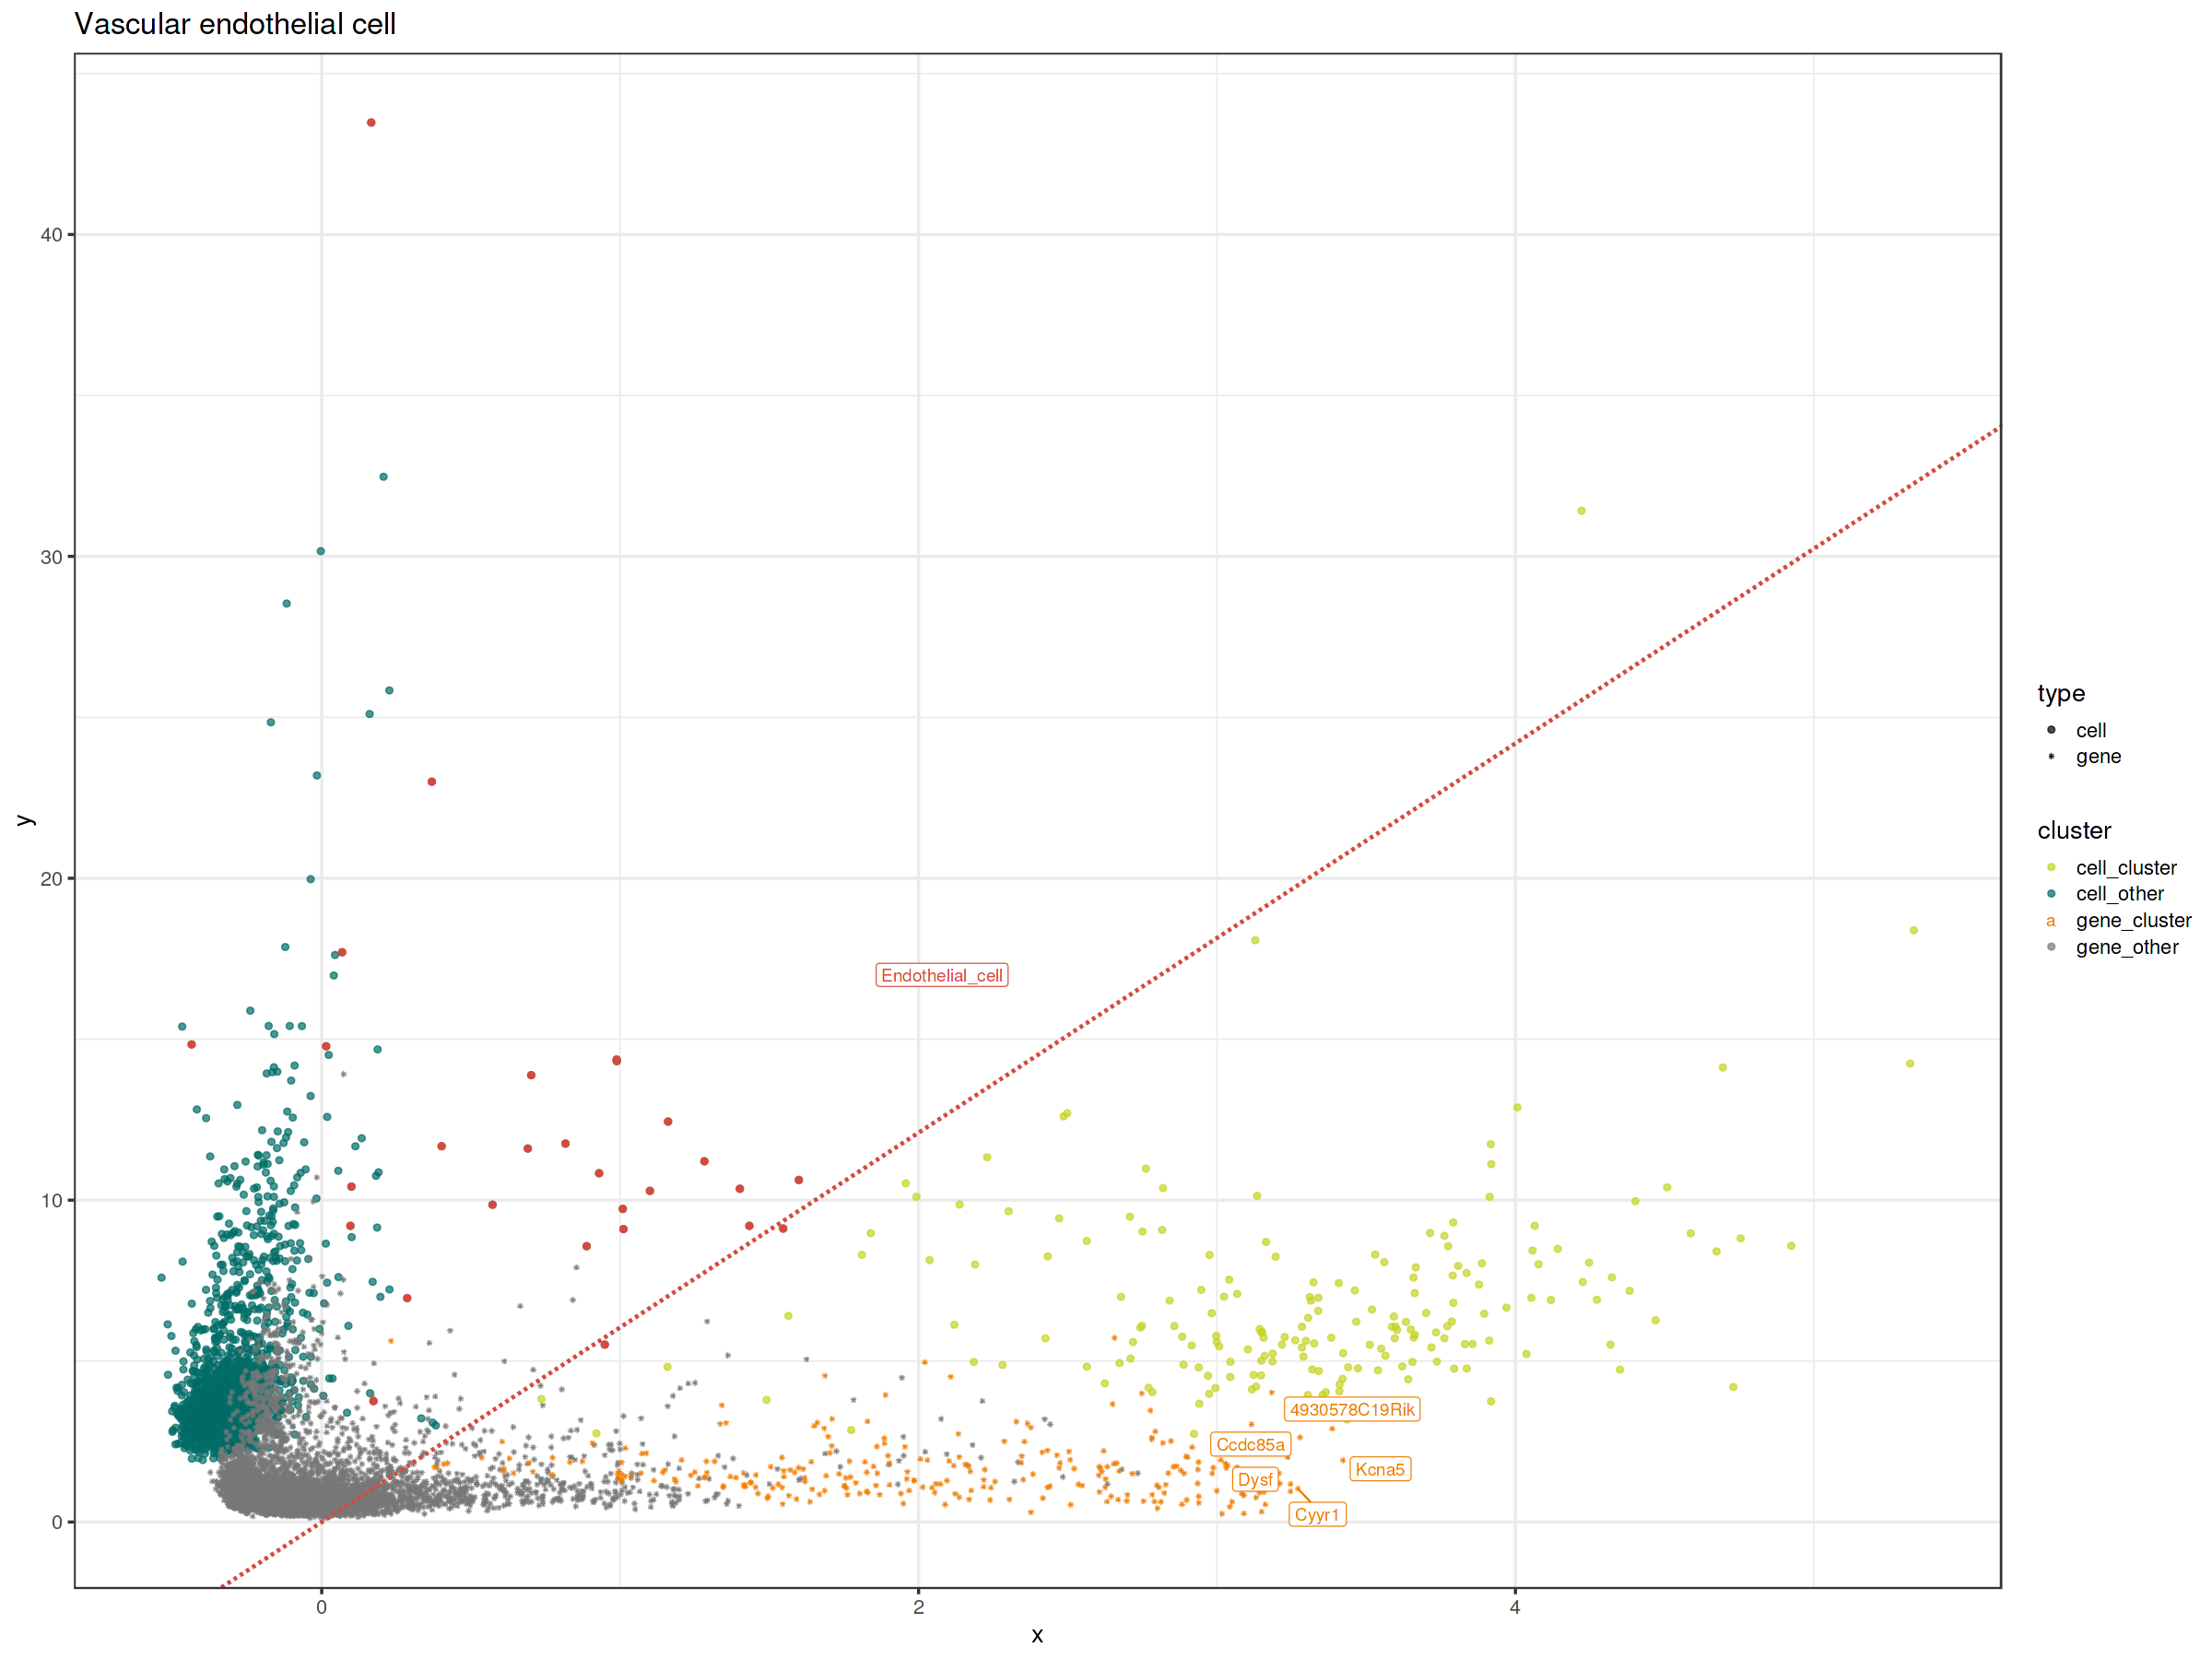 Vascular endothelial cell
40
30
20
10
0
y
Endothelial_cell
4930578C19Rik
Ccdc85a
Kcna5
Dysf
Cyyr1
0 2 4
x
type
cell
gene
cluster
cell_cluster
cell_other
a gene_cluster
gene_other